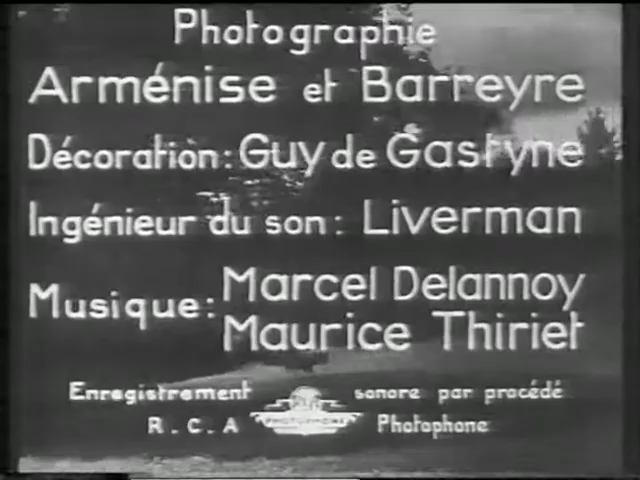 Photographie
Arménise et Barreyre
Décoration: Guy de Gastyne
Ingénieur du son: Liverman
Musique: Marcel Delannoy
Maurice Thiriet
Enregistrement sonore par procédé
R.C.A PHOTOPHONE Photophone